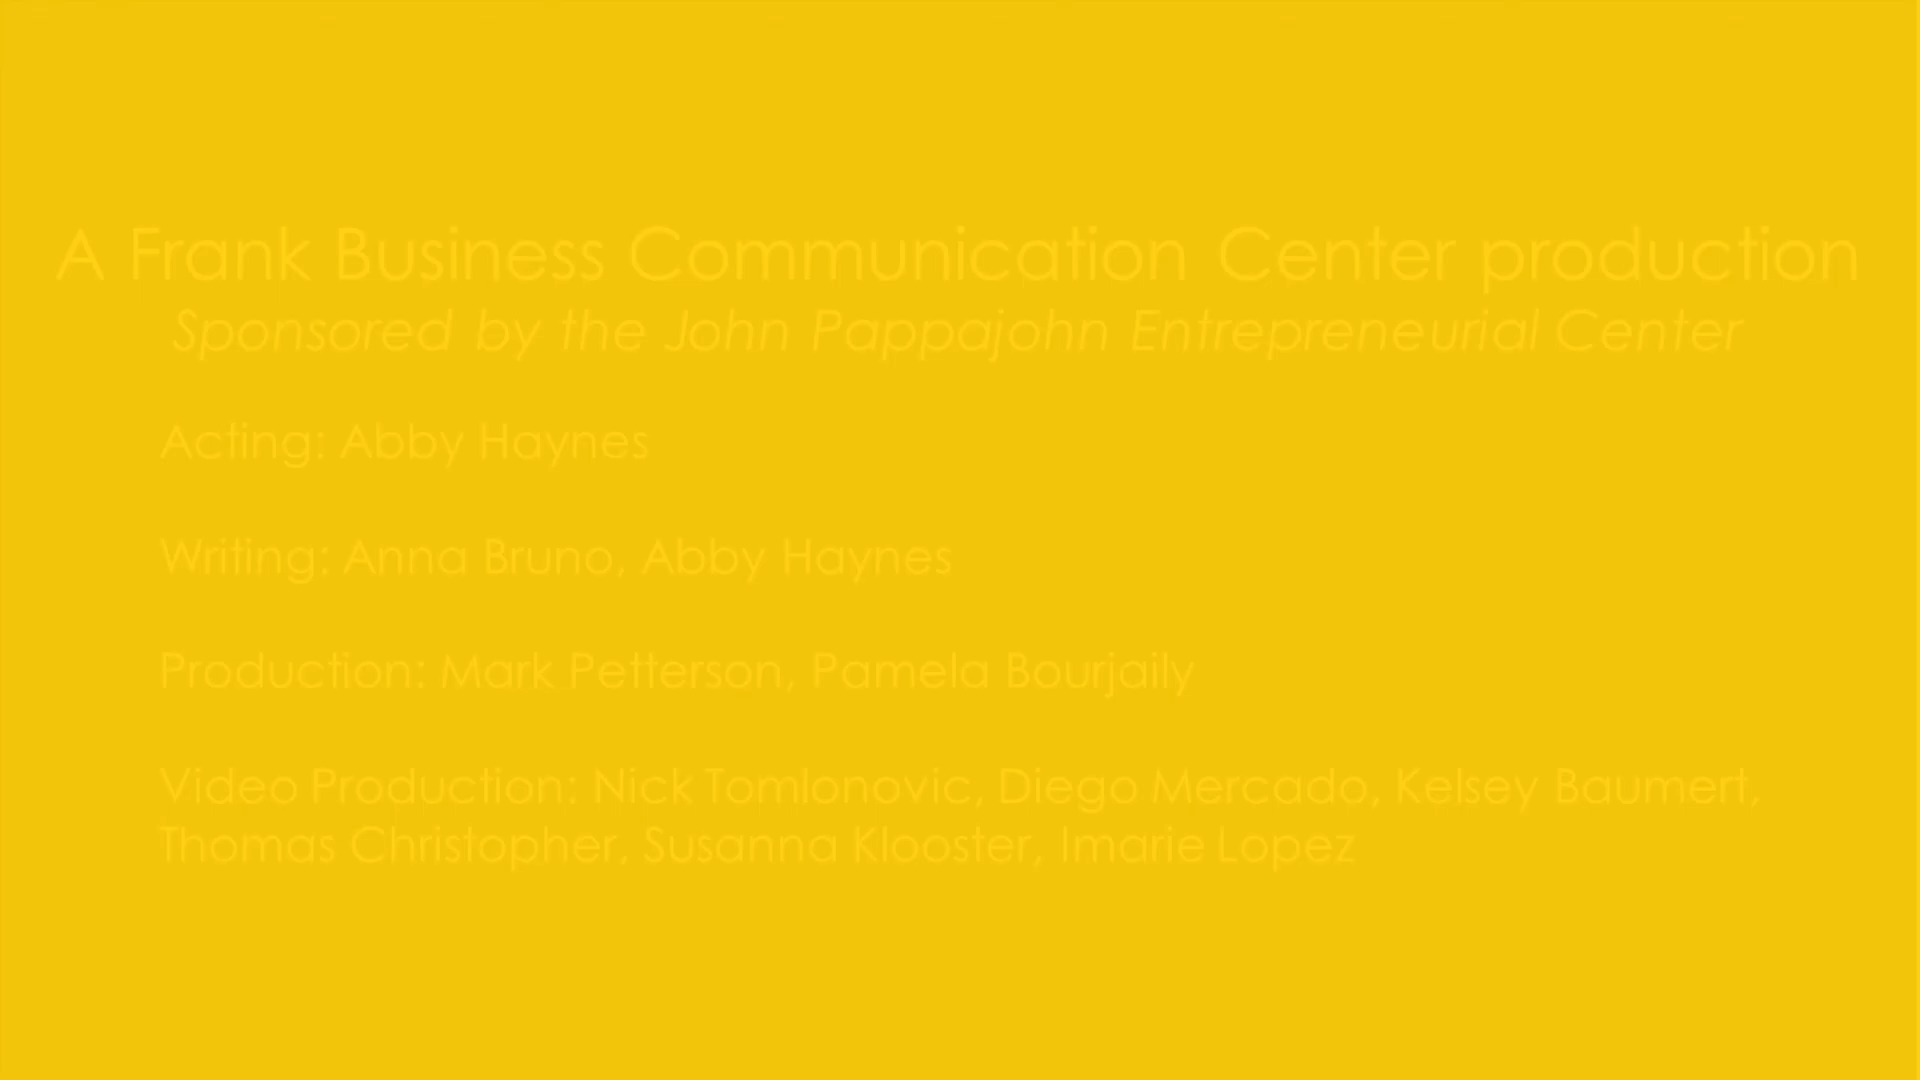 A Frank Business Communication Center production
Sponsored by the John Pappajohn Entrepreneurial Center
Acting: Abby Haynes
Writing: Anna Bruno, Abby Haynes
Production: Mark Petterson, Pamela Bourjaily
Video Production: Nick Tomlonovic, Diego Mercado, Kelsey Baumert,
Thomas Christopher, Susanna Klooster, Imarie Lopez